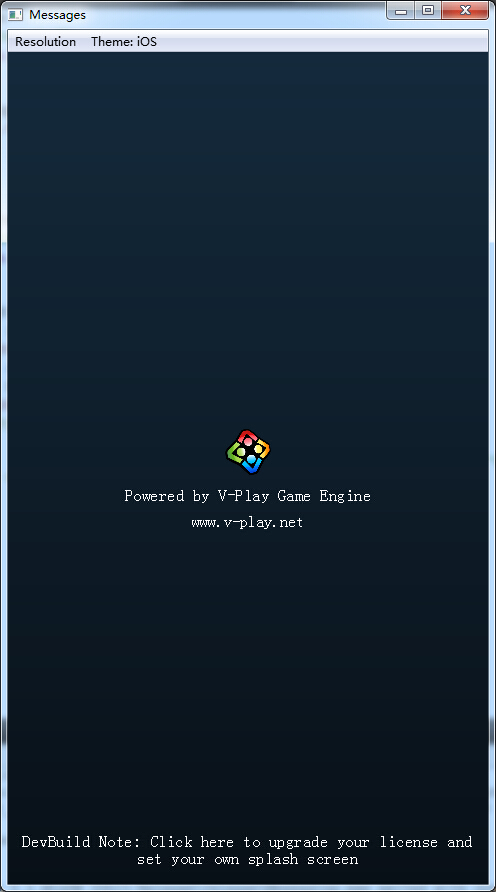 Messages
Resolution Theme: iOS
Powered by V-Play Game Engine
www.v-play.net
DevBuild Note: Click here to upgrade your license and
set your own splash screen